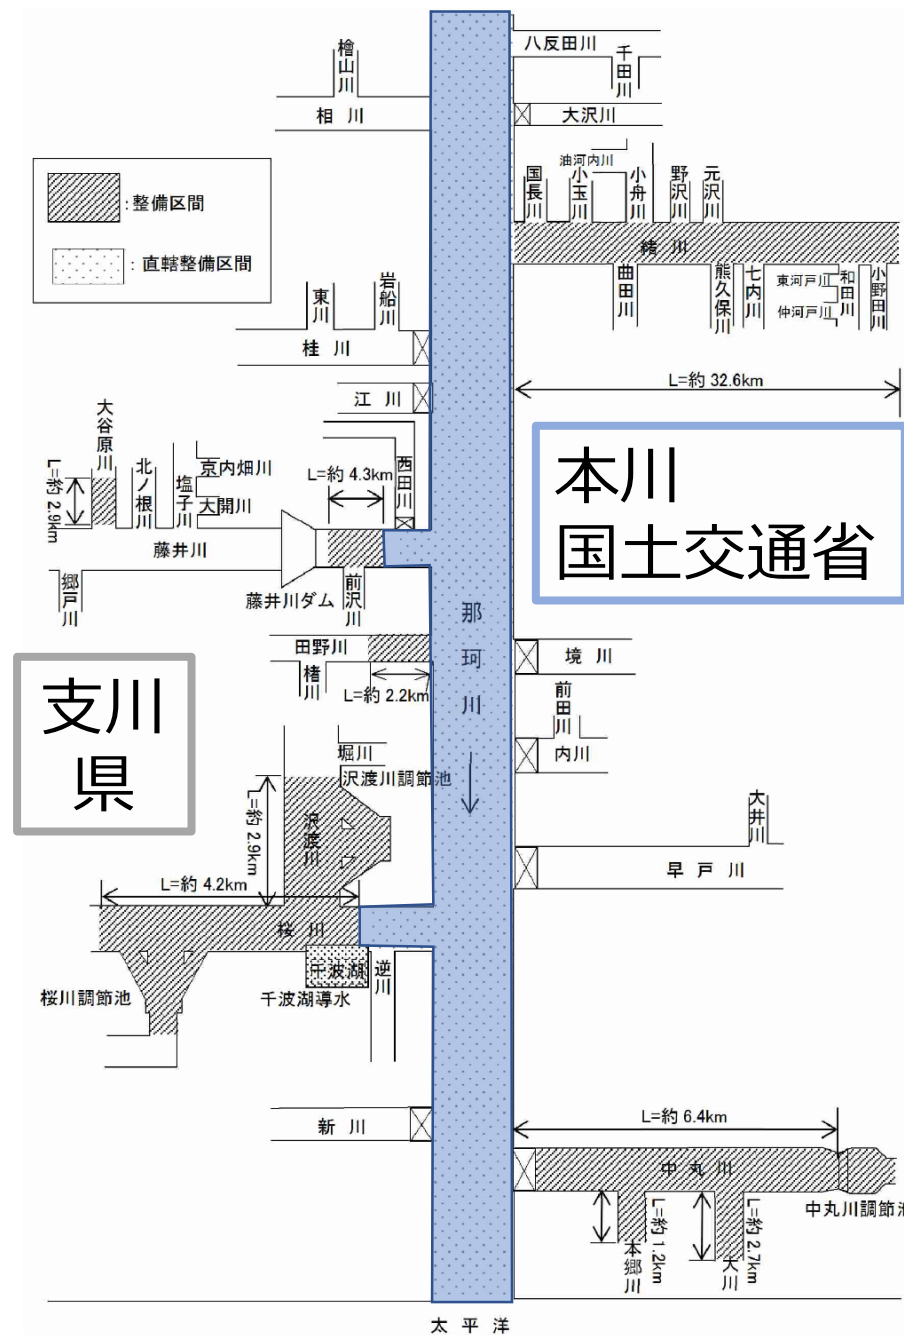 八反田川
千田川
檜山川
相川
大沢川
油河内川
国長川
小玉川
小舟川
野沢川
元沢川
:整備区間
緒川
: 直轄整備区間
曲田川
熊久保川
七内川
東河戸川
仲河戸川
和田川
小野田川
東川
岩船川
桂川
L=約 32.6km
江川
大谷原川
L=約 2.9km
北ノ根川
塩子川
京内畑川
大開川
L=約 4.3km
西田川
本川
国土交通省
藤井川
郷戸川
藤井川ダム
前沢川
那珂川
田野川
楮川
L=約 2.2km
境川
支川
県
前田川
内川
堀川
沢渡川調節池
L=約 2.9km
沢渡川
大井川
早戸川
L=約 4.2km
桜川
千波湖
逆川
桜川調節池
千波湖導水
新川
L=約 6.4km
中丸川
中丸川調節池
L=約 1.2km
本郷川
L=約 2.7km
大川
太平洋